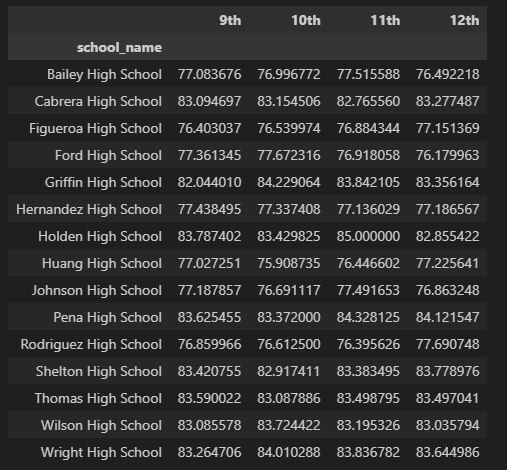 9th 10th 11th 12th
school_name
Bailey High School 77.083676 76.996772 77.515588 76.492218
Cabrera High School 83.094697 83.154506 82.765560 83.277487
Figueroa High School 76.403037 76.539974 76.884344 77.151369
Ford High School 77.361345 77.672316 76.918058 76.179963
Griffin High School 82.044010 84.229064 83.842105 83.356164
Hernandez High School 77.438495 77.337408 77.136029 77.186567
Holden High School 83.787402 83.429825 85.000000 82.855422
Huang High School 77.027251 75.908735 76.446602 77.225641
Johnson High School 77.187857 76.691117 77.491653 76.863248
Pena High School 83.625455 83.372000 84.328125 84.121547
Rodriguez High School 76.859966 76.612500 76.395626 77.690748
Shelton High School 83.420755 82.917411 83.383495 83.778976
Thomas High School 83.590022 83.087886 83.498795 83.497041
Wilson High School 83.085578 83.724422 83.195326 83.035794
Wright High School 83.264706 84.010288 83.836782 83.644986